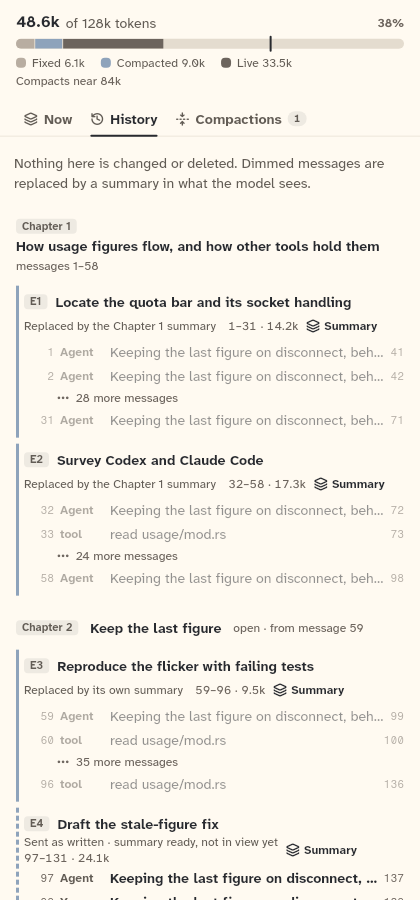 48.6k of 128k tokens 38%
Fixed 6.1k Compacted 9.0k Live 33.5k
Compacts near 84k
Now History Compactions 1
Nothing here is changed or deleted. Dimmed messages are
replaced by a summary in what the model sees.
Chapter 1
How usage figures flow, and how other tools hold them
messages 1–58
E1 Locate the quota bar and its socket handling
Replaced by the Chapter 1 summary 1–31 · 14.2k Summary
1 Agent Keeping the last figure on disconnect, beh… 41
2 Agent Keeping the last figure on disconnect, beh… 42
··· 28 more messages
31 Agent Keeping the last figure on disconnect, beh… 71
E2 Survey Codex and Claude Code
Replaced by the Chapter 1 summary 32–58 · 17.3k Summary
32 Agent Keeping the last figure on disconnect, beh… 72
33 tool read usage/mod.rs 73
··· 24 more messages
58 Agent Keeping the last figure on disconnect, beh… 98
Chapter 2 Keep the last figure open · from message 59
E3 Reproduce the flicker with failing tests
Replaced by its own summary 59–96 · 9.5k Summary
59 Agent Keeping the last figure on disconnect, beh… 99
60 tool read usage/mod.rs 100
··· 35 more messages
96 tool read usage/mod.rs 136
E4 Draft the stale-figure fix
Sent as written · summary ready, not in view yet
97–131 · 24.1k Summary
97 Agent Keeping the last figure on disconnect, … 137